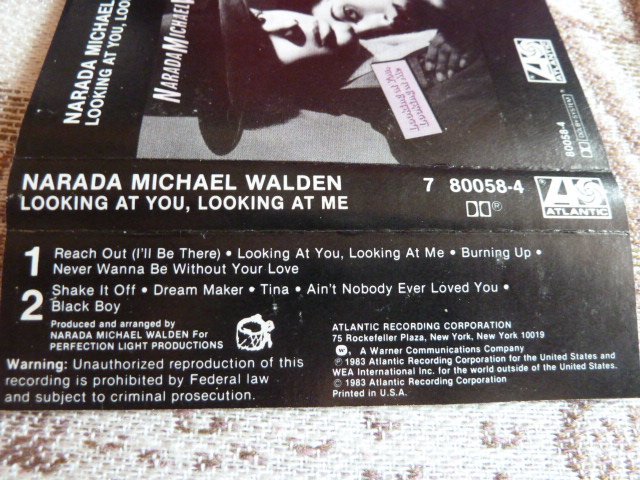 NARADA MICHAEL
LOOKING AT YOU, LOOKING
NARADA MICHAEL
Looking at You
Looking at Me
ATLANTIC
80058-4
NARADA MICHAEL WALDEN 7 80058-4
LOOKING AT YOU, LOOKING AT ME
ATLANTIC
1 Reach Out (I'll Be There) • Looking At You, Looking At Me • Burning Up •
Never Wanna Be Without Your Love
2 Shake It Off • Dream Maker • Tina • Ain't Nobody Ever Loved You •
Black Boy
Produced and arranged by
NARADA MICHAEL WALDEN For
PERFECTION LIGHT PRODUCTIONS
Warning: Unauthorized reproduction of this
recording is prohibited by Federal law
and subject to criminal prosecution.
ATLANTIC RECORDING CORPORATION
75 Rockefeller Plaza, New York, New York 10019
A Warner Communications Company
℗ 1983 Atlantic Recording Corporation for the United States and
WEA International Inc. for the world outside of the United States.
© 1983 Atlantic Recording Corporation
Printed in U.S.A.